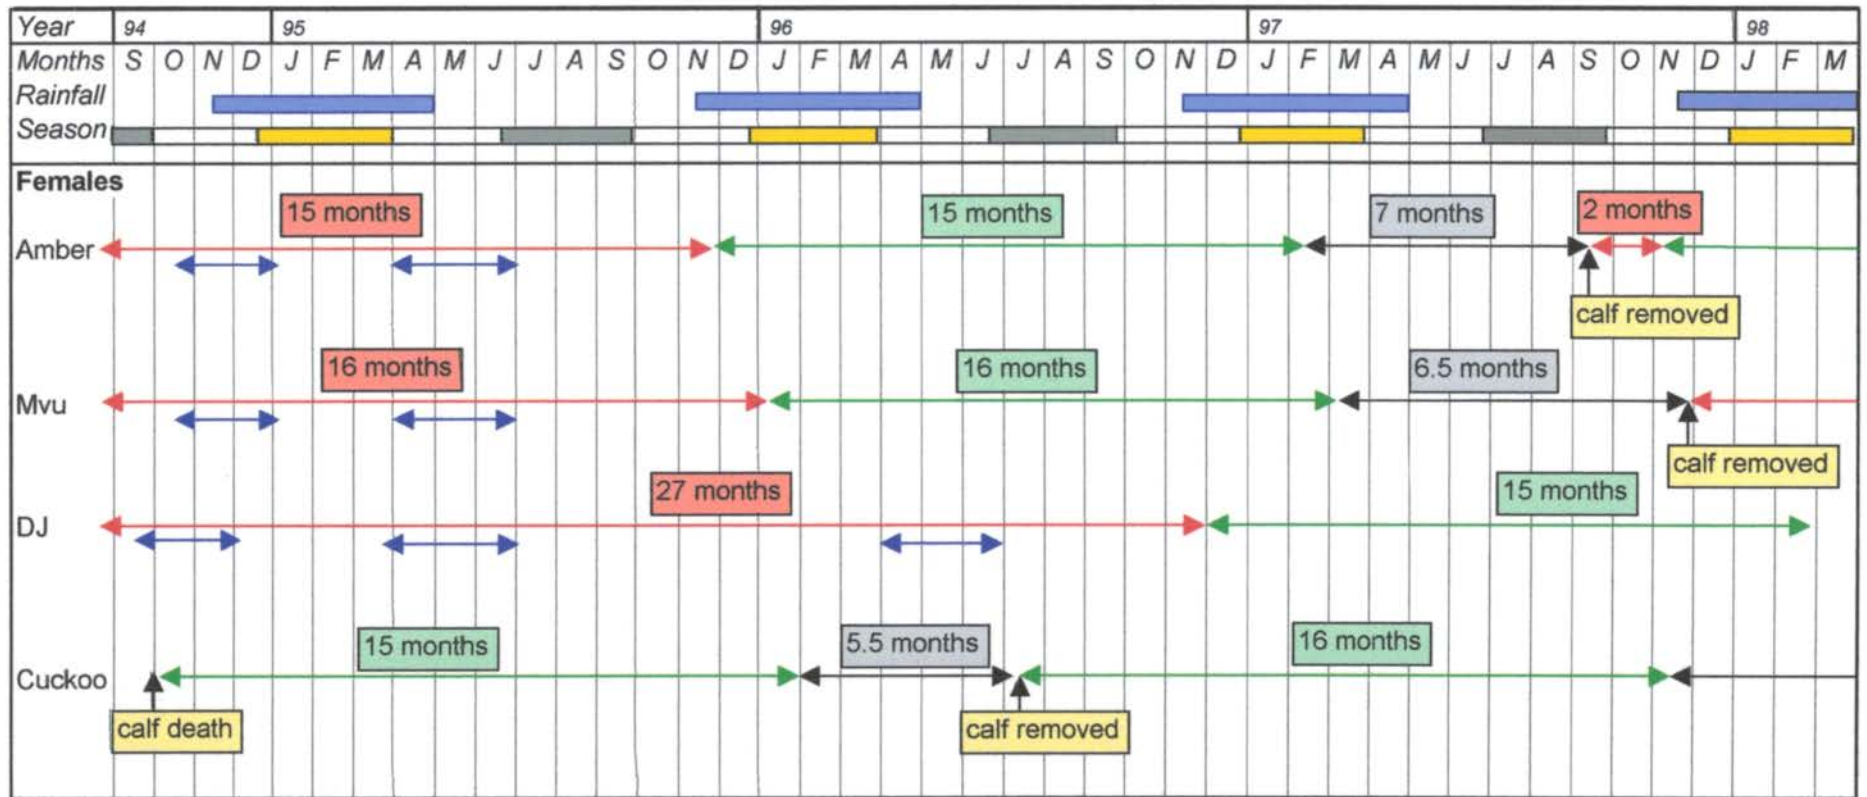 Year 94 95 96 97 98
Months S O N D J F M A M J J A S O N D J F M A M J J A S O N D J F M A M J J A S O N D J F M
Rainfall
Season
Females
15 months 15 months 7 months 2 months
Amber
calf removed
16 months 16 months 6.5 months
Mvu
calf removed
27 months 15 months
DJ
15 months 5.5 months 16 months
Cuckoo
calf death calf removed